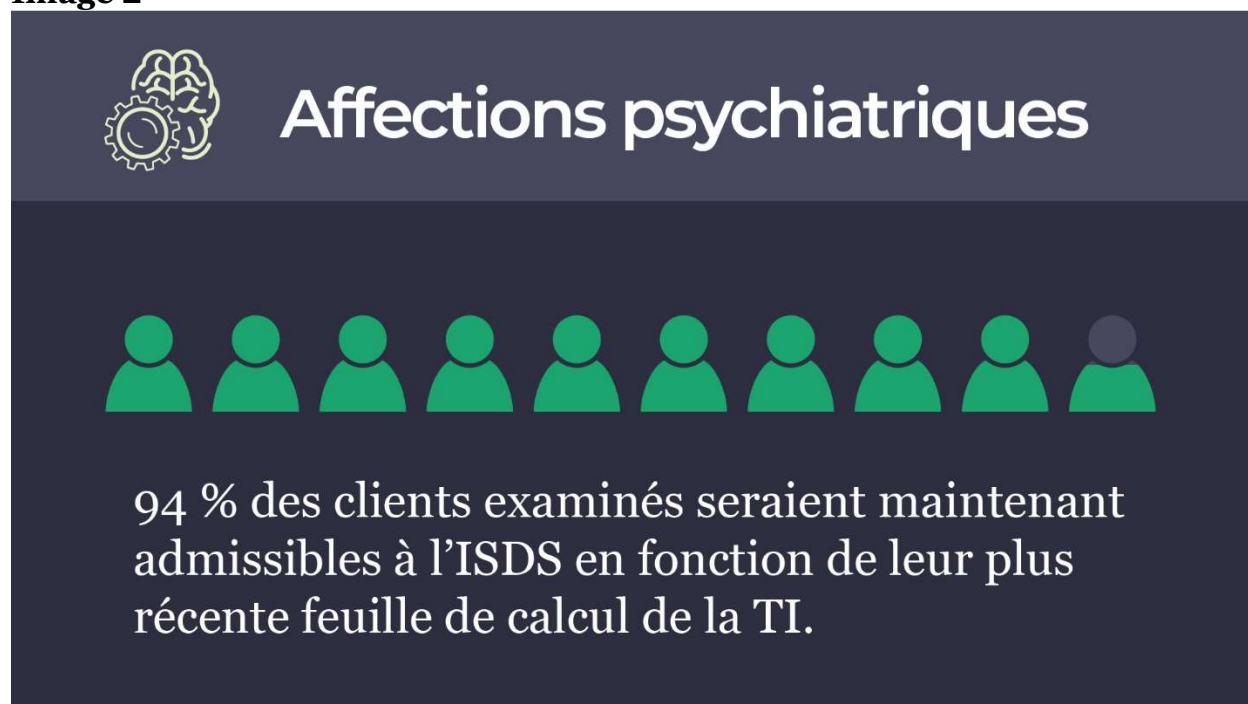 Image 2
Affections psychiatriques
94 % des clients examinés seraient maintenant
admissibles à l’ISDS en fonction de leur plus
récente feuille de calcul de la TI.